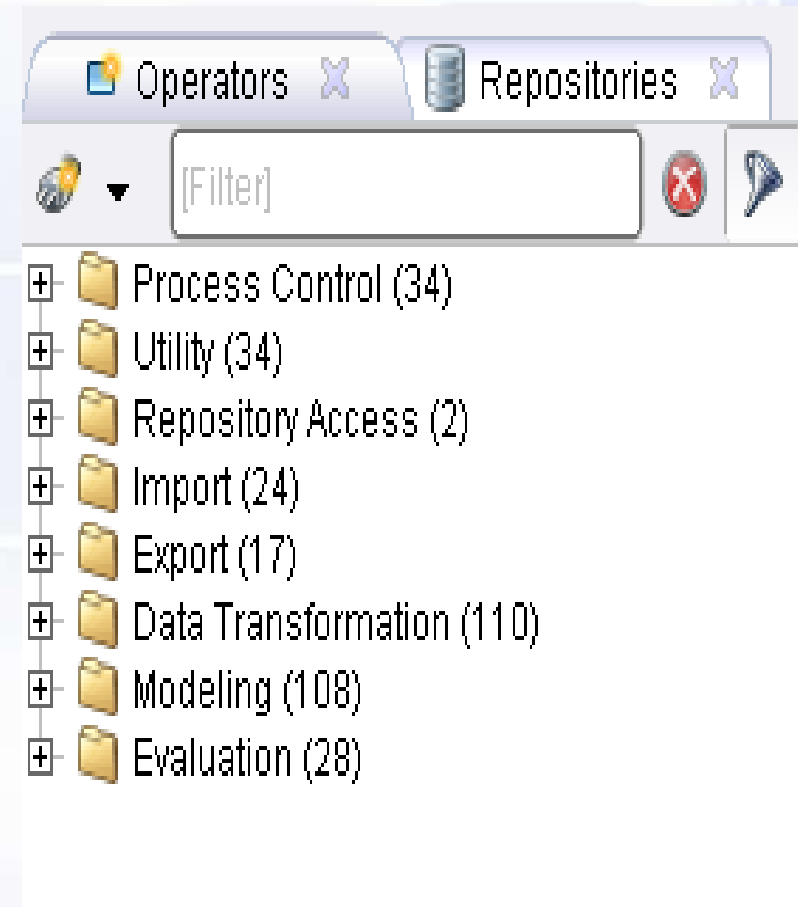 Operators Repositories
[Filter]
Process Control (34)
Utility (34)
Repository Access (2)
Import (24)
Export (17)
Data Transformation (110)
Modeling (108)
Evaluation (28)